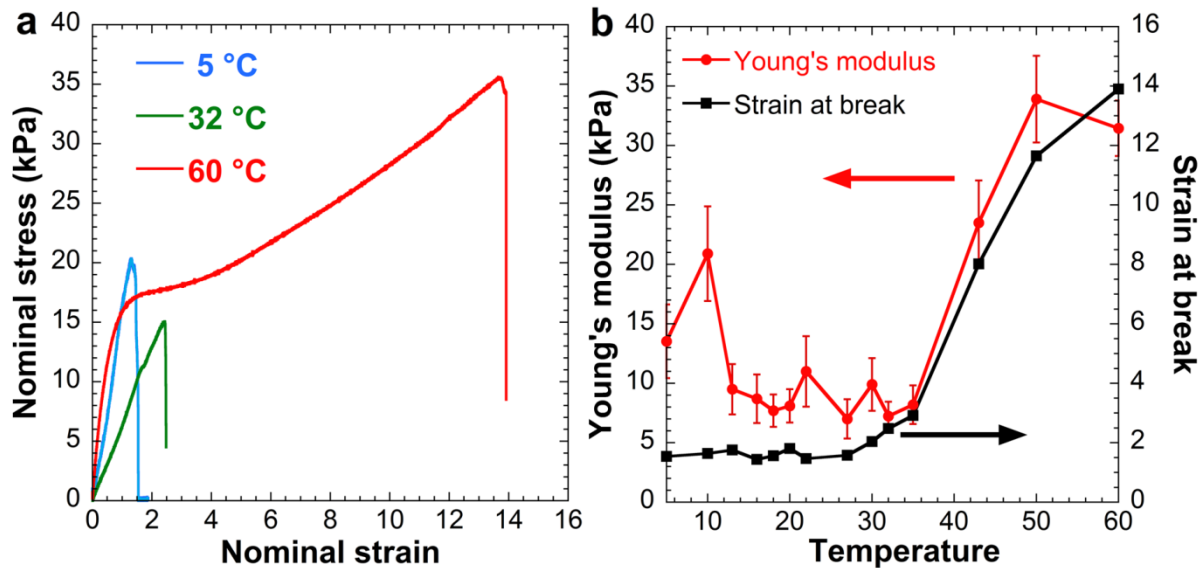 a
40
35
30
25
20
15
10
5
0
Nominal stress (kPa)
5 °C
32 °C
60 °C
0 2 4 6 8 10 12 14 16
Nominal strain
b
40
35
30
25
20
15
10
5
0
Young's modulus (kPa)
Young's modulus
Strain at break
16
14
12
10
8
6
4
2
0
Strain at break
10 20 30 40 50 60
Temperature